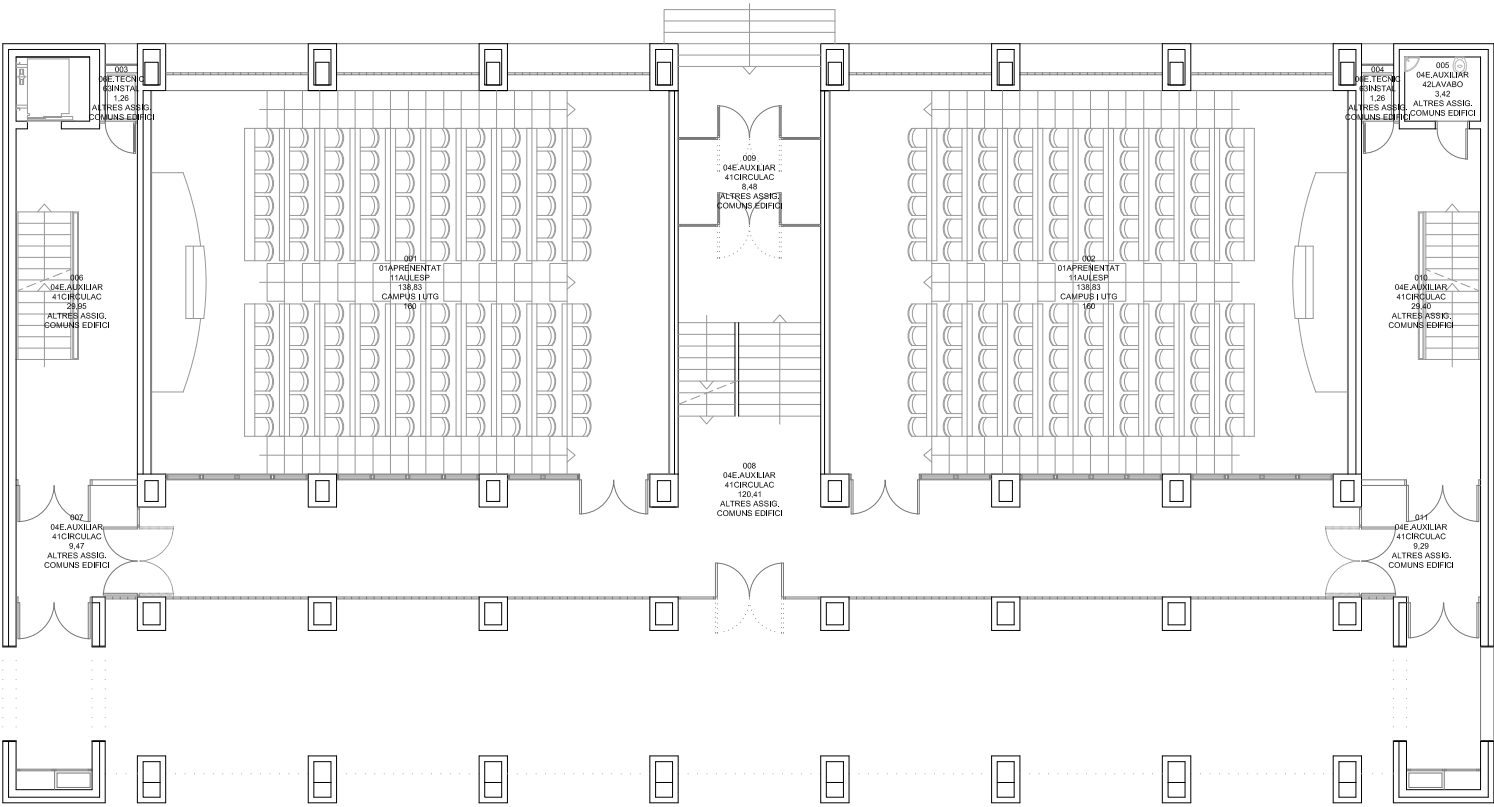 003
06E.TECNIC
63INSTAL
1,26
ALTRES ASSIG.
COMUNS EDIFICI
004
06E.TECNIC
63INSTAL
1,26
ALTRES ASSIG.
COMUNS EDIFICI
005
04E.AUXILIAR
42LAVABO
3,42
ALTRES ASSIG.
COMUNS EDIFICI
009
04E.AUXILIAR
41CIRCULAC
8,48
ALTRES ASSIG.
COMUNS EDIFICI
006
04E.AUXILIAR
41CIRCULAC
29,95
ALTRES ASSIG.
COMUNS EDIFICI
001
01APRENENTAT
11AULESP
138,83
CAMPUS I UTG
160
002
01APRENENTAT
11AULESP
138,83
CAMPUS I UTG
160
010
04E.AUXILIAR
41CIRCULAC
29,40
ALTRES ASSIG.
COMUNS EDIFICI
008
04E.AUXILIAR
41CIRCULAC
120,41
ALTRES ASSIG.
COMUNS EDIFICI
007
04E.AUXILIAR
41CIRCULAC
9,47
ALTRES ASSIG.
COMUNS EDIFICI
011
04E.AUXILIAR
41CIRCULAC
9,29
ALTRES ASSIG.
COMUNS EDIFICI